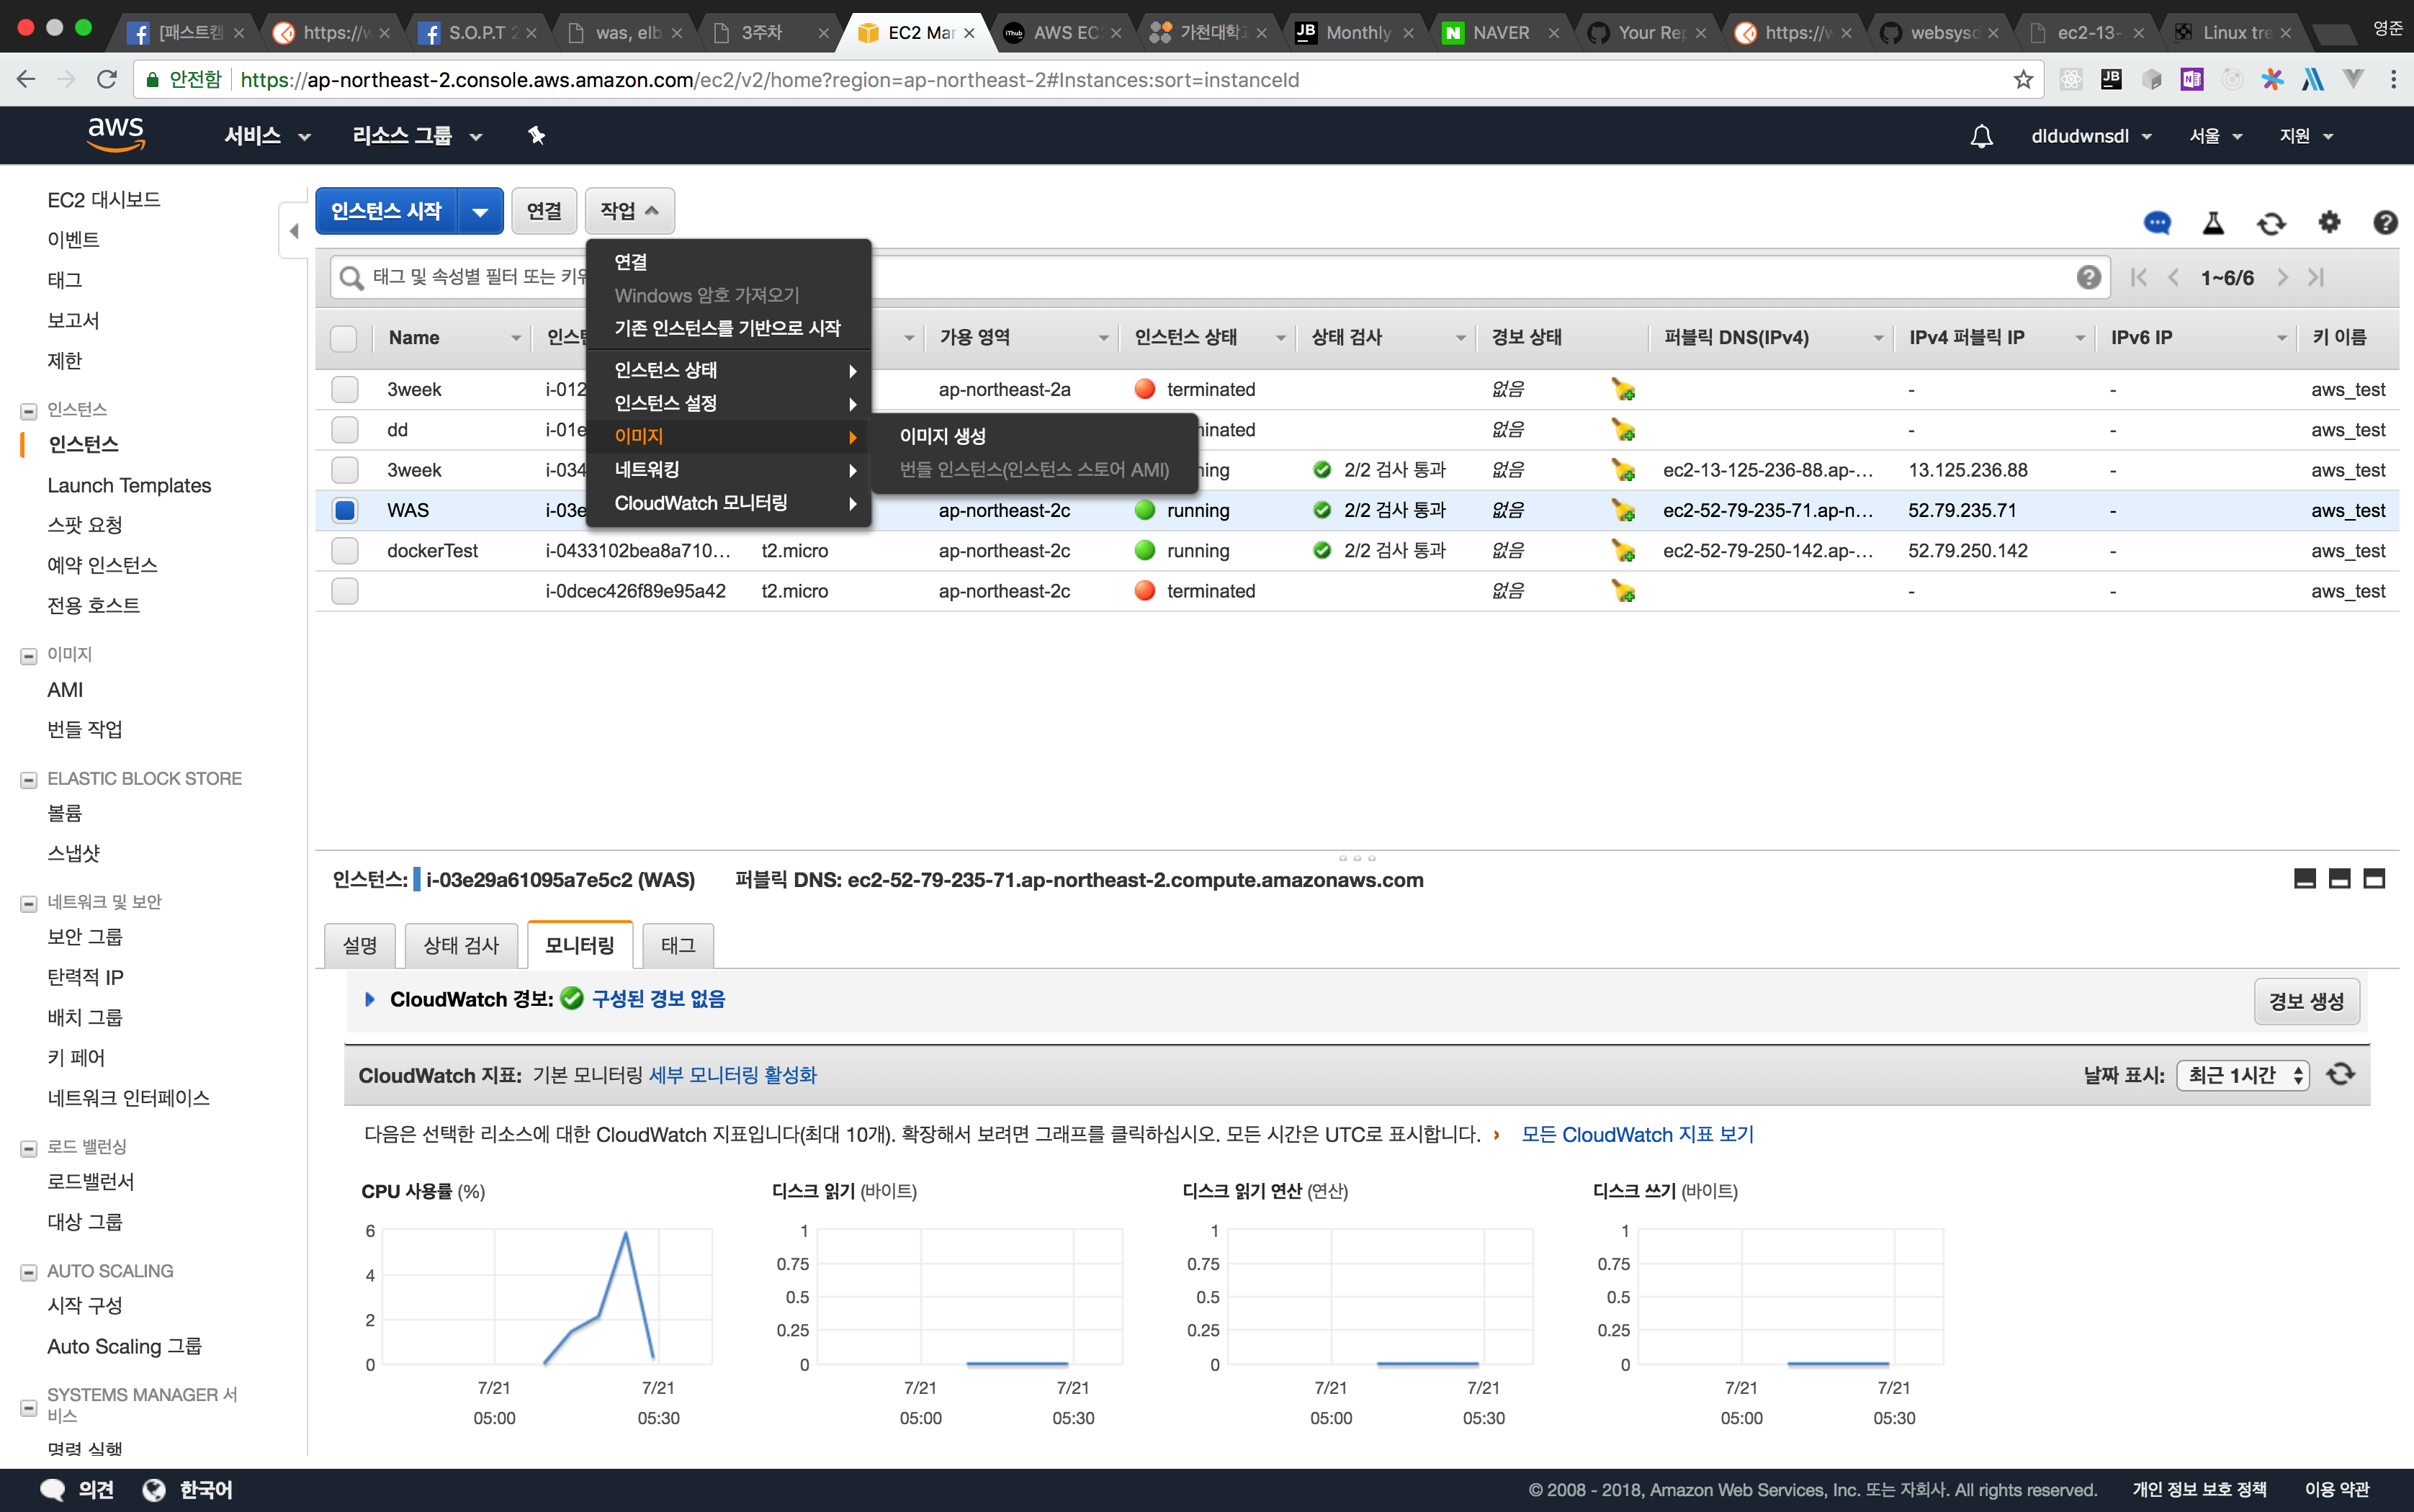 [패스트캠
https://w
S.O.P.T 2
was, elb
3주차
EC2 Mar
AWS EC
가천대학
Monthly
NAVER
Your Rep
https://w
websysd
ec2-13-
Linux tre
영준
안전함
https://ap-northeast-2.console.aws.amazon.com/ec2/v2/home?region=ap-northeast-2#Instances:sort=instanceId
aws
서비스
리소스 그룹
dldudwnsdl
서울
지원
EC2 대시보드
이벤트
태그
보고서
제한
인스턴스
인스턴스
Launch Templates
스팟 요청
예약 인스턴스
전용 호스트
이미지
AMI
번들 작업
ELASTIC BLOCK STORE
볼륨
스냅샷
네트워크 및 보안
보안 그룹
탄력적 IP
배치 그룹
키 페어
네트워크 인터페이스
로드 밸런싱
로드밸런서
대상 그룹
AUTO SCALING
시작 구성
Auto Scaling 그룹
SYSTEMS MANAGER 서
비스
명령 실행
인스턴스 시작
연결
작업
태그 및 속성별 필터 또는 키워
1~6/6
연결
Windows 암호 가져오기
기존 인스턴스를 기반으로 시작
인스턴스 상태
인스턴스 설정
이미지
네트워킹
CloudWatch 모니터링
이미지 생성
번들 인스턴스(인스턴스 스토어 AMI)
Name 인스턴 가용 영역 인스턴스 상태 상태 검사 경보 상태 퍼블릭 DNS(IPv4) IPv4 퍼블릭 IP IPv6 IP 키 이름
3week i-012 ap-northeast-2a terminated 없음 - - aws_test
dd i-01e inated 없음 - - aws_test
3week i-034 ning 2/2 검사 통과 없음 ec2-13-125-236-88.ap-... 13.125.236.88 - aws_test
WAS i-03e ap-northeast-2c running 2/2 검사 통과 없음 ec2-52-79-235-71.ap-n... 52.79.235.71 - aws_test
dockerTest i-0433102bea8a710... t2.micro ap-northeast-2c running 2/2 검사 통과 없음 ec2-52-79-250-142.ap-... 52.79.250.142 - aws_test
i-0dcec426f89e95a42 t2.micro ap-northeast-2c terminated 없음 - - aws_test
인스턴스: i-03e29a61095a7e5c2 (WAS) 퍼블릭 DNS: ec2-52-79-235-71.ap-northeast-2.compute.amazonaws.com
설명
상태 검사
모니터링
태그
CloudWatch 경보: 구성된 경보 없음
경보 생성
CloudWatch 지표: 기본 모니터링 세부 모니터링 활성화
날짜 표시: 최근 1시간
다음은 선택한 리소스에 대한 CloudWatch 지표입니다(최대 10개). 확장해서 보려면 그래프를 클릭하십시오. 모든 시간은 UTC로 표시합니다. 모든 CloudWatch 지표 보기
CPU 사용률 (%)
6
4
2
0
7/21 7/21
05:00 05:30
디스크 읽기 (바이트)
1
0.75
0.5
0.25
0
7/21 7/21
05:00 05:30
디스크 읽기 연산 (연산)
1
0.75
0.5
0.25
0
7/21 7/21
05:00 05:30
디스크 쓰기 (바이트)
1
0.75
0.5
0.25
0
7/21 7/21
05:00 05:30
의견
한국어
© 2008 - 2018, Amazon Web Services, Inc. 또는 자회사. All rights reserved.
개인 정보 보호 정책
이용 약관